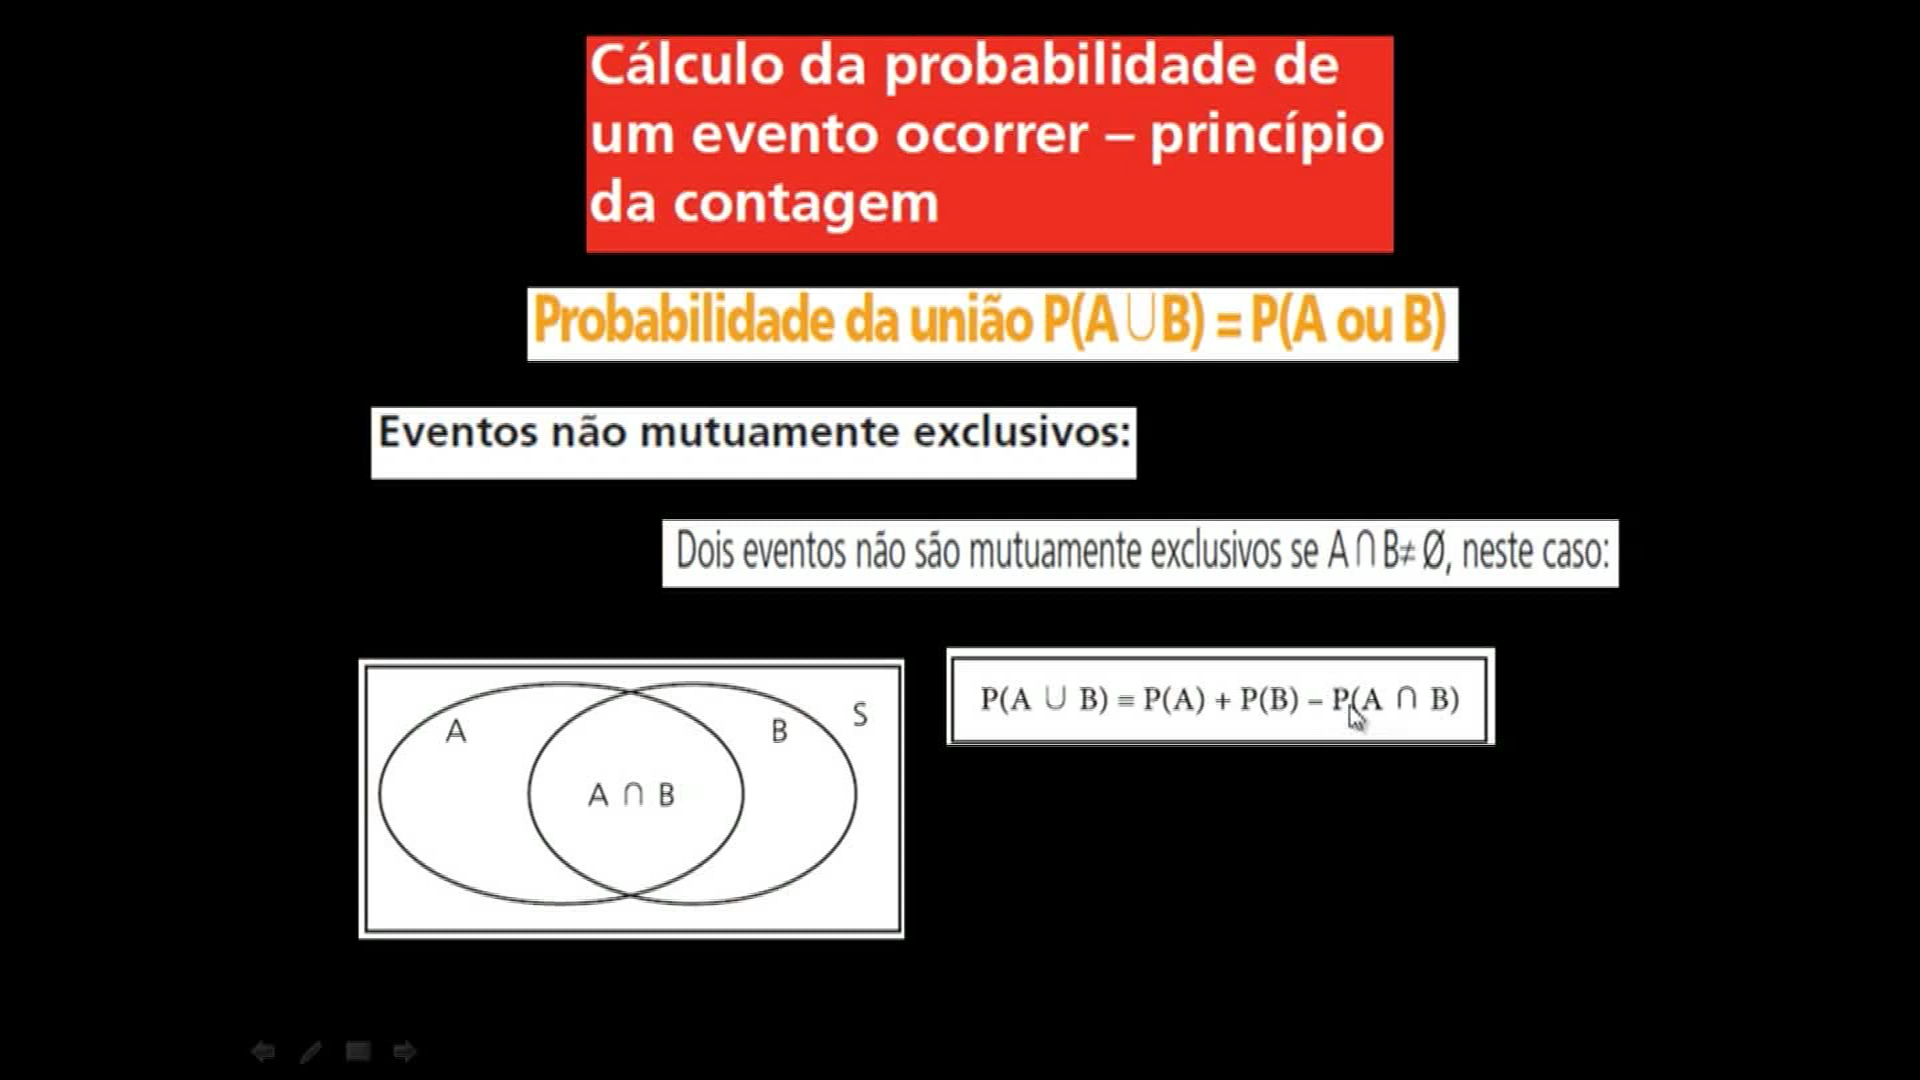 Cálculo da probabilidade de
um evento ocorrer – princípio
da contagem
Probabilidade da união P(A∪B) = P(A ou B)
Eventos não mutuamente exclusivos:
Dois eventos não são mutuamente exclusivos se A ∩ B≠ Ø, neste caso:
P(A ∪ B) = P(A) + P(B) – P(A ∩ B)
A
B
S
A ∩ B